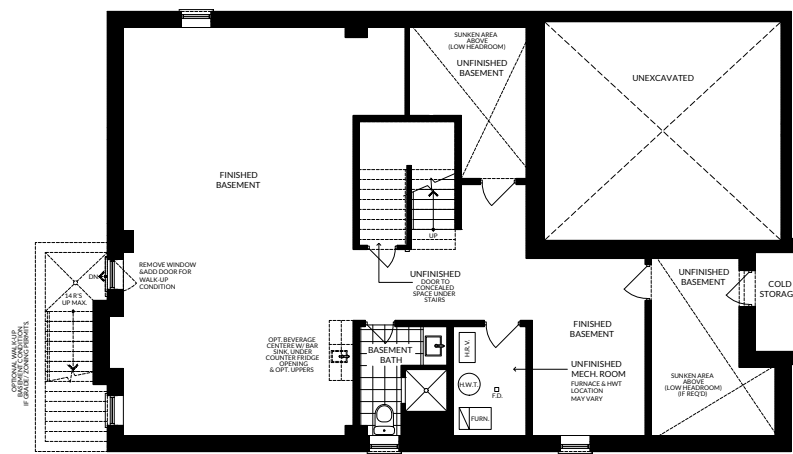 SUNKEN AREA
ABOVE
(LOW HEADROOM)
UNFINISHED
BASEMENT
UNEXCAVATED
FINISHED
BASEMENT
UP
REMOVE WINDOW
&ADD DOOR FOR
WALK-UP
CONDITION
DN
14 R'S
UP MAX.
OPTIONAL WALK-UP
BASEMENT CONDITION
IF GRADE/ZONING PERMITS.
UNFINISHED
DOOR TO
CONCEALED
SPACE UNDER
STAIRS
UNFINISHED
BASEMENT
COLD
STORAG
OPT. BEVERAGE
CENTERE W/ BAR
SINK, UNDER
COUNTER FRIDGE
OPENING
& OPT. UPPERS
BASEMENT
BATH
H.R.V.
H.W.T.
F.D.
FURN.
FINISHED
BASEMENT
UNFINISHED
MECH. ROOM
FURNACE & HWT
LOCATION
MAY VARY
SUNKEN AREA
ABOVE
(LOW HEADROOM)
(IF REQ'D)